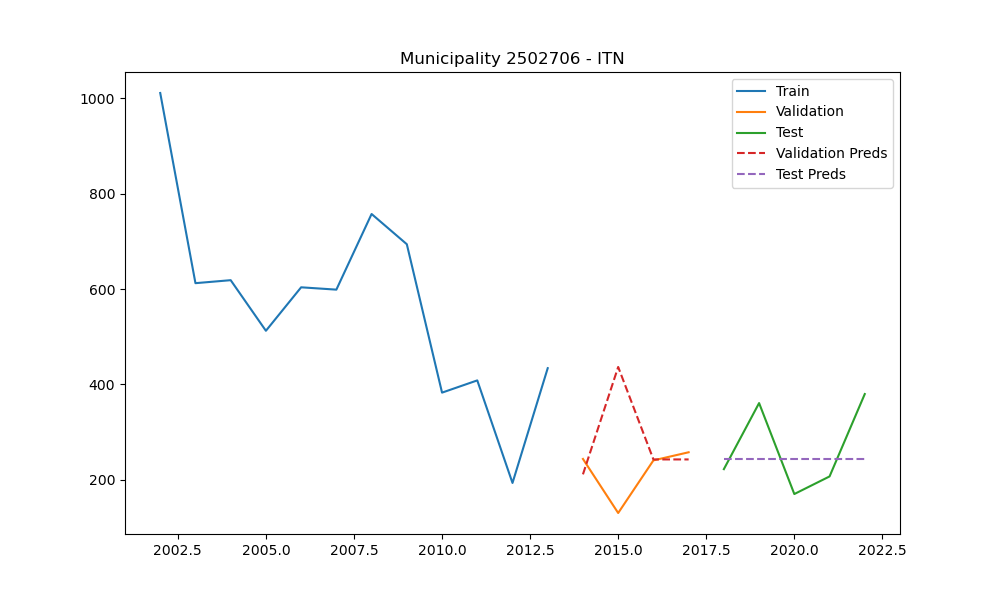 Municipality 2502706 - ITN
1000
800
600
400
200
2002.5 2005.0 2007.5 2010.0 2012.5 2015.0 2017.5 2020.0 2022.5
Train
Validation
Test
Validation Preds
Test Preds